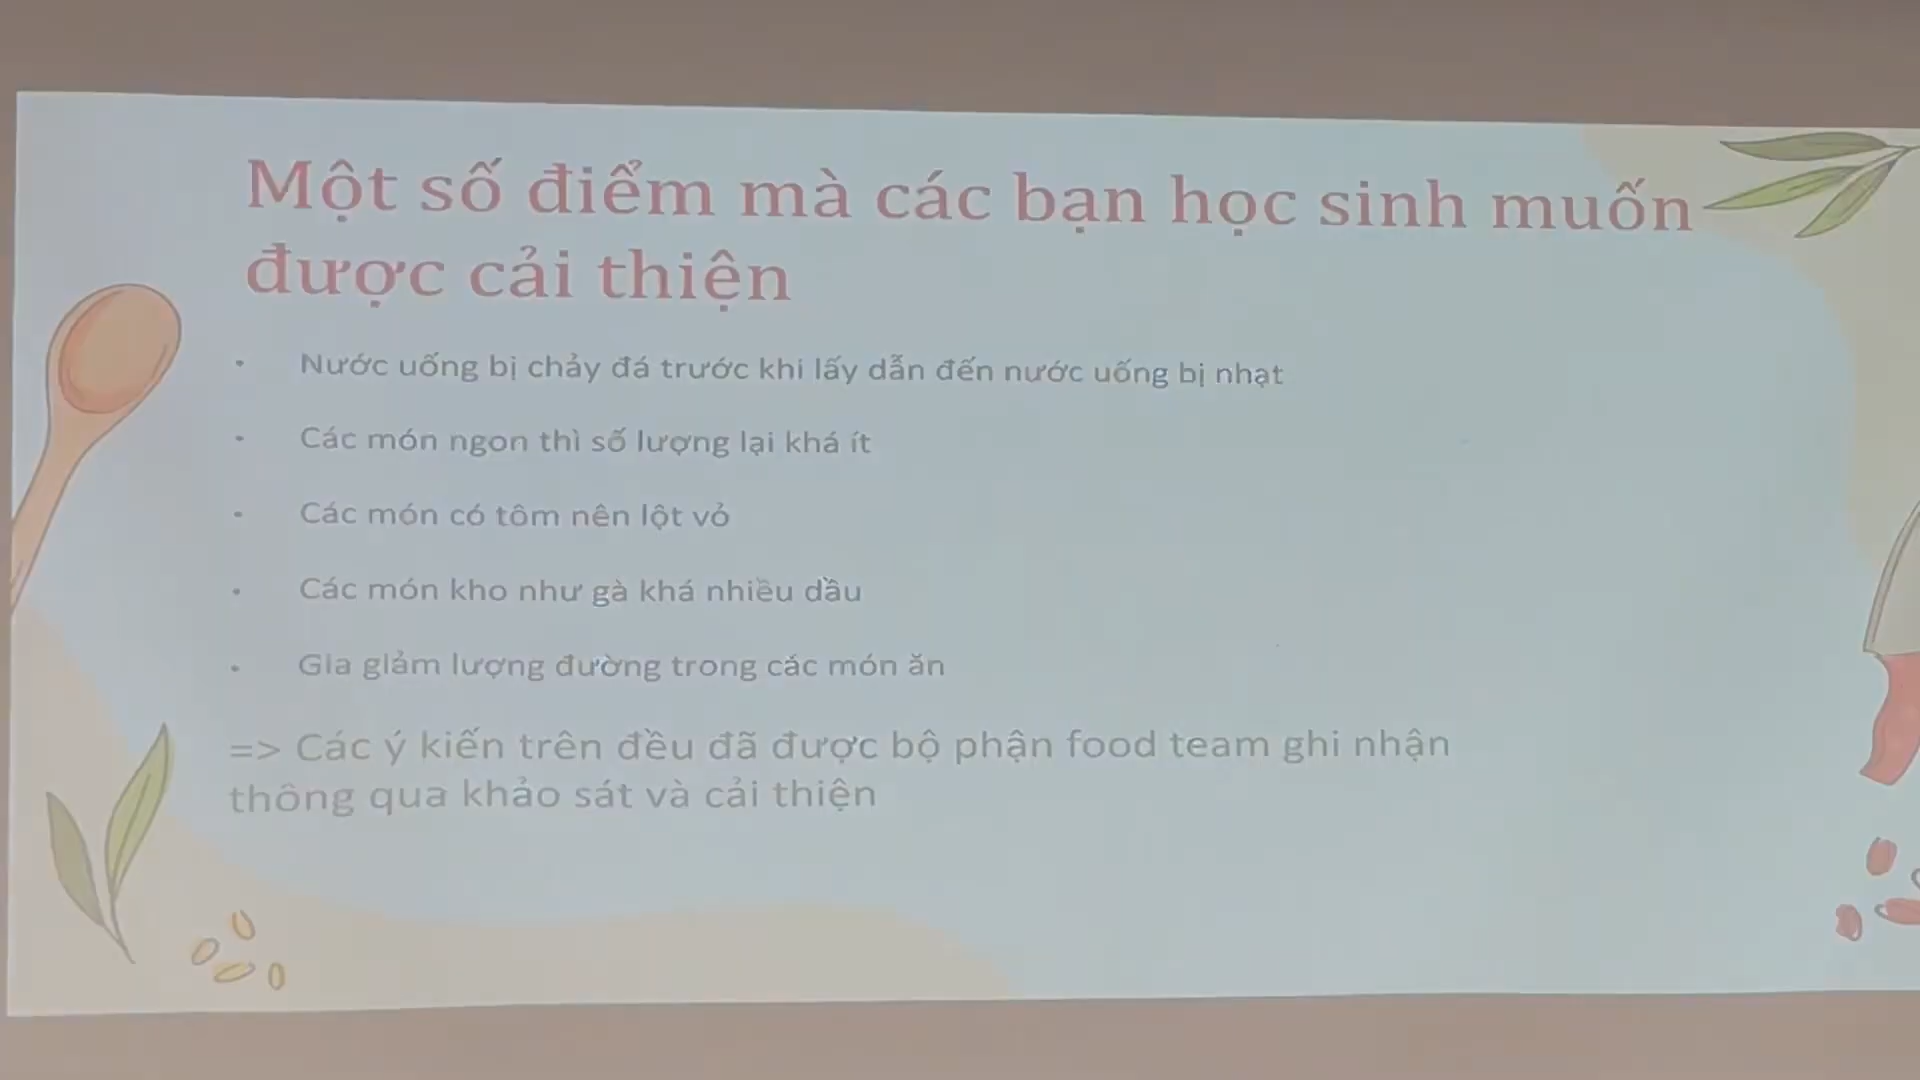 Một số điểm mà các bạn học sinh muốn
được cải thiện
• Nước uống bị chảy đá trước khi lấy dẫn đến nước uống bị nhạt
• Các món ngon thì số lượng lại khá ít
• Các món có tôm nên lột vỏ
• Các món kho như gà khá nhiều dầu
• Gia giảm lượng đường trong các món ăn
=> Các ý kiến trên đều đã được bộ phận food team ghi nhận
thông qua khảo sát và cải thiện